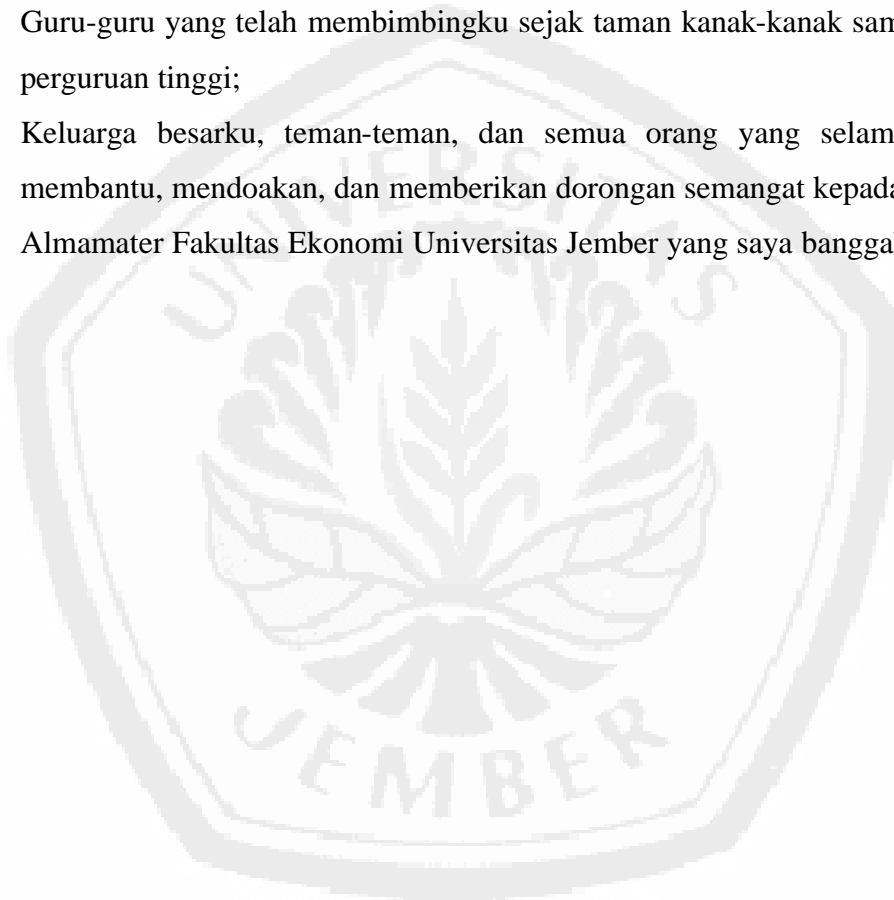 Guru-guru yang telah membimbingku sejak taman kanak-kanak sam
perguruan tinggi;
Keluarga besarku, teman-teman, dan semua orang yang selam
membantu, mendoakan, dan memberikan dorongan semangat kepada
Almamater Fakultas Ekonomi Universitas Jember yang saya bangga
UNIVERSITAS
JEMBER